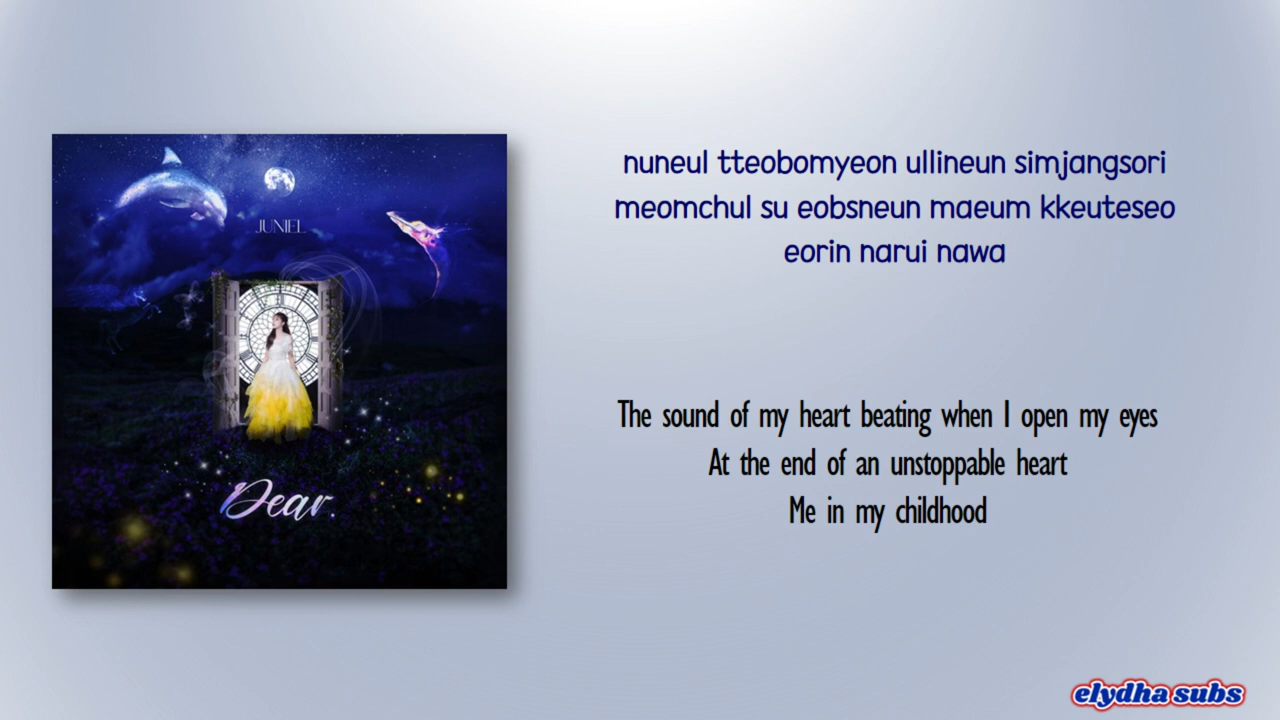 JUNIEL
Dear.
nuneul tteobomyeon ullineun simjangsori
meomchul su eobsneun maeum kkeuteseo
eorin narui nawa
The sound of my heart beating when I open my eyes
At the end of an unstoppable heart
Me in my childhood
elydha subs